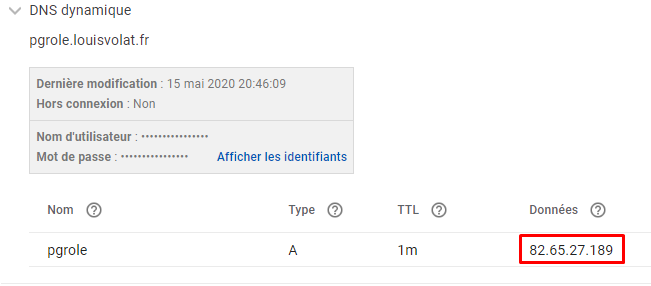 DNS dynamique
pgrole.louisvolat.fr
Dernière modification : 15 mai 2020 20:46:09
Hors connexion : Non
Nom d'utilisateur : ••••••••••••••••
Mot de passe : •••••••••••••••• Afficher les identifiants
Nom ? Type ? TTL ? Données ?
pgrole A 1m 82.65.27.189